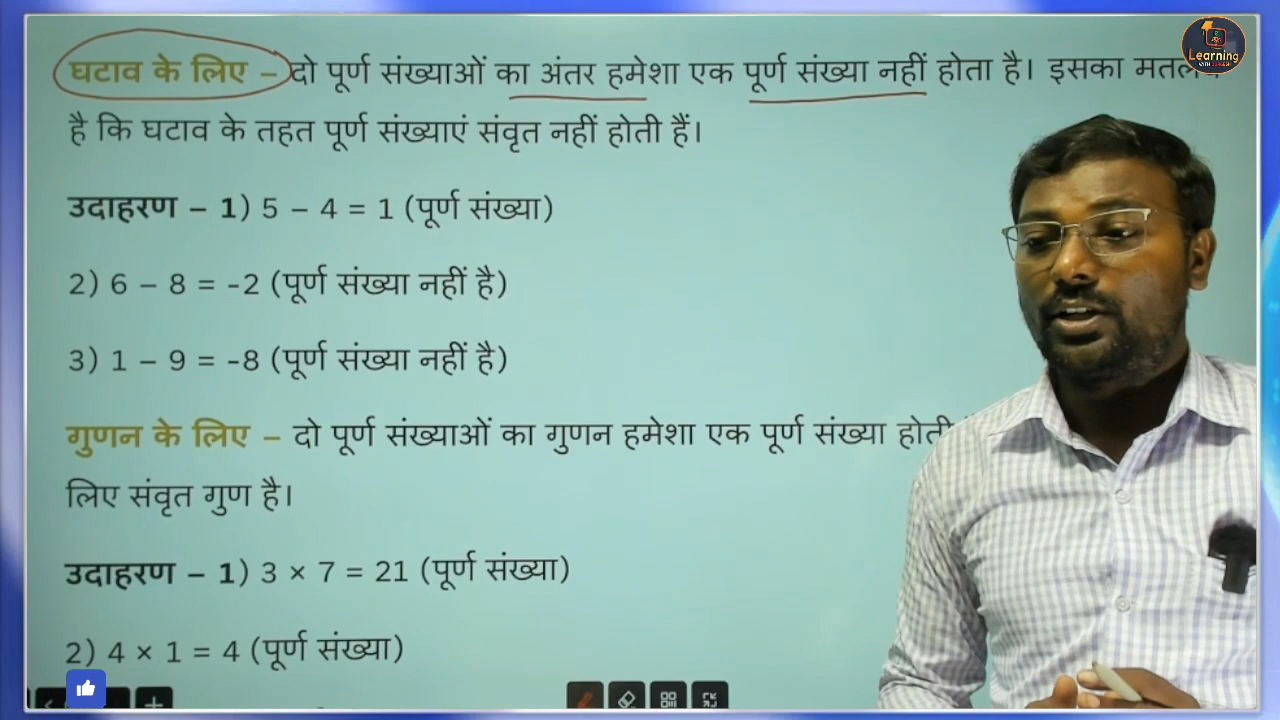 घटाव के लिए – दो पूर्ण संख्याओं का अंतर हमेशा एक पूर्ण संख्या नहीं होता है। इसका
है कि घटाव के तहत पूर्ण संख्याएं संवृत नहीं होती हैं।
उदाहरण – 1) 5 – 4 = 1 (पूर्ण संख्या)
2) 6 – 8 = -2 (पूर्ण संख्या नहीं है)
3) 1 – 9 = -8 (पूर्ण संख्या नहीं है)
गुणन के लिए – दो पूर्ण संख्याओं का गुणन हमेशा एक पूर्ण संख्या होती
लिए संवृत गुण है।
उदाहरण – 1) 3 × 7 = 21 (पूर्ण संख्या)
2) 4 × 1 = 4 (पूर्ण संख्या)
Learning